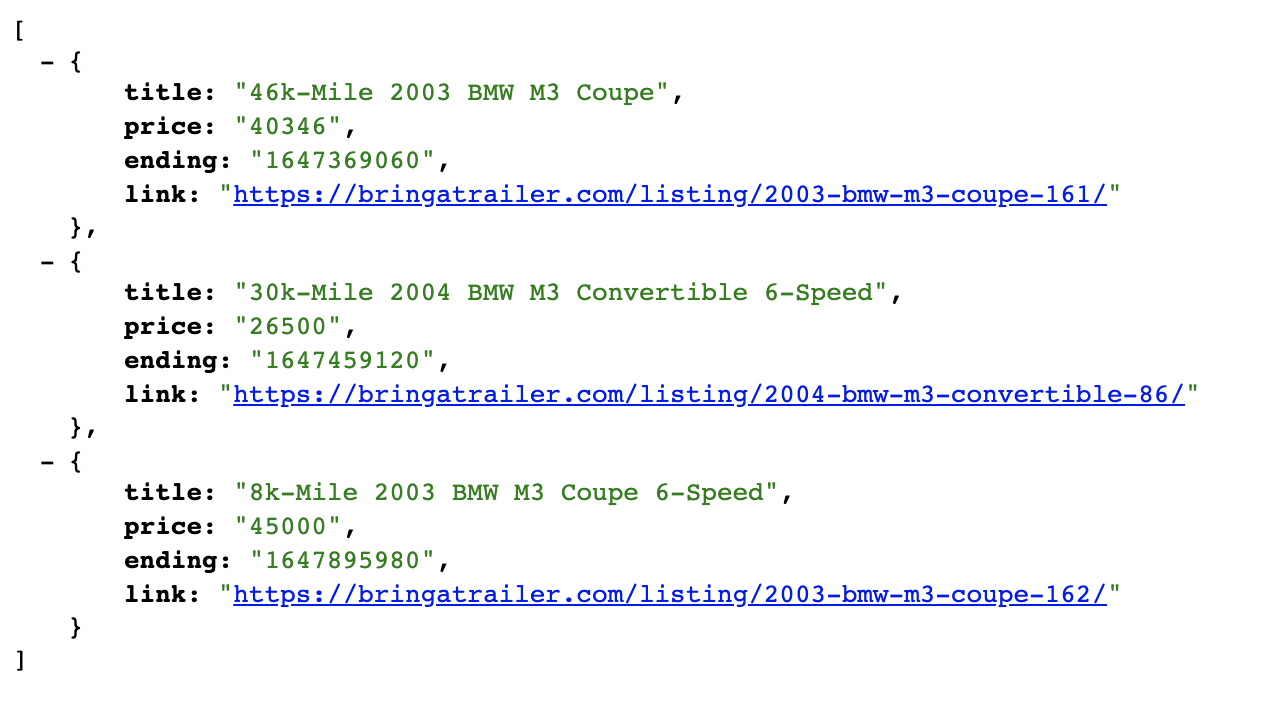 [
- {
title: "46k-Mile 2003 BMW M3 Coupe",
price: "40346",
ending: "1647369060",
link: "https://bringatrailer.com/listing/2003-bmw-m3-coupe-161/"
},
- {
title: "30k-Mile 2004 BMW M3 Convertible 6-Speed",
price: "26500",
ending: "1647459120",
link: "https://bringatrailer.com/listing/2004-bmw-m3-convertible-86/"
},
- {
title: "8k-Mile 2003 BMW M3 Coupe 6-Speed",
price: "45000",
ending: "1647895980",
link: "https://bringatrailer.com/listing/2003-bmw-m3-coupe-162/"
}
]